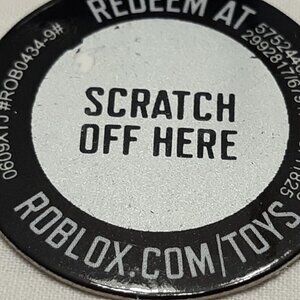 REDEEM AT
SCRATCH
OFF HERE
ROBLOX.COM/TOYS
0609XTJ #ROB0434-9#